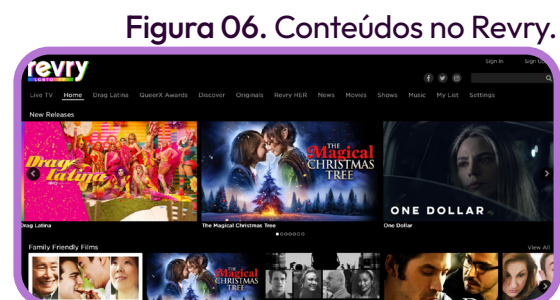 Figura 06. Conteúdos no Revry.
revry
LGBTQ TV
Sign In
Live TV Home Drag Latina QueerX Awards Discover Originals Revry HER News Movies Shows Music My List Settings
New Releases
Drag Latina
THE Magical CHRISTMAS TREE
ONE DOLLAR
Drag Latina
The Magical Christmas Tree
One Dollar
Family Friendly Films
View All